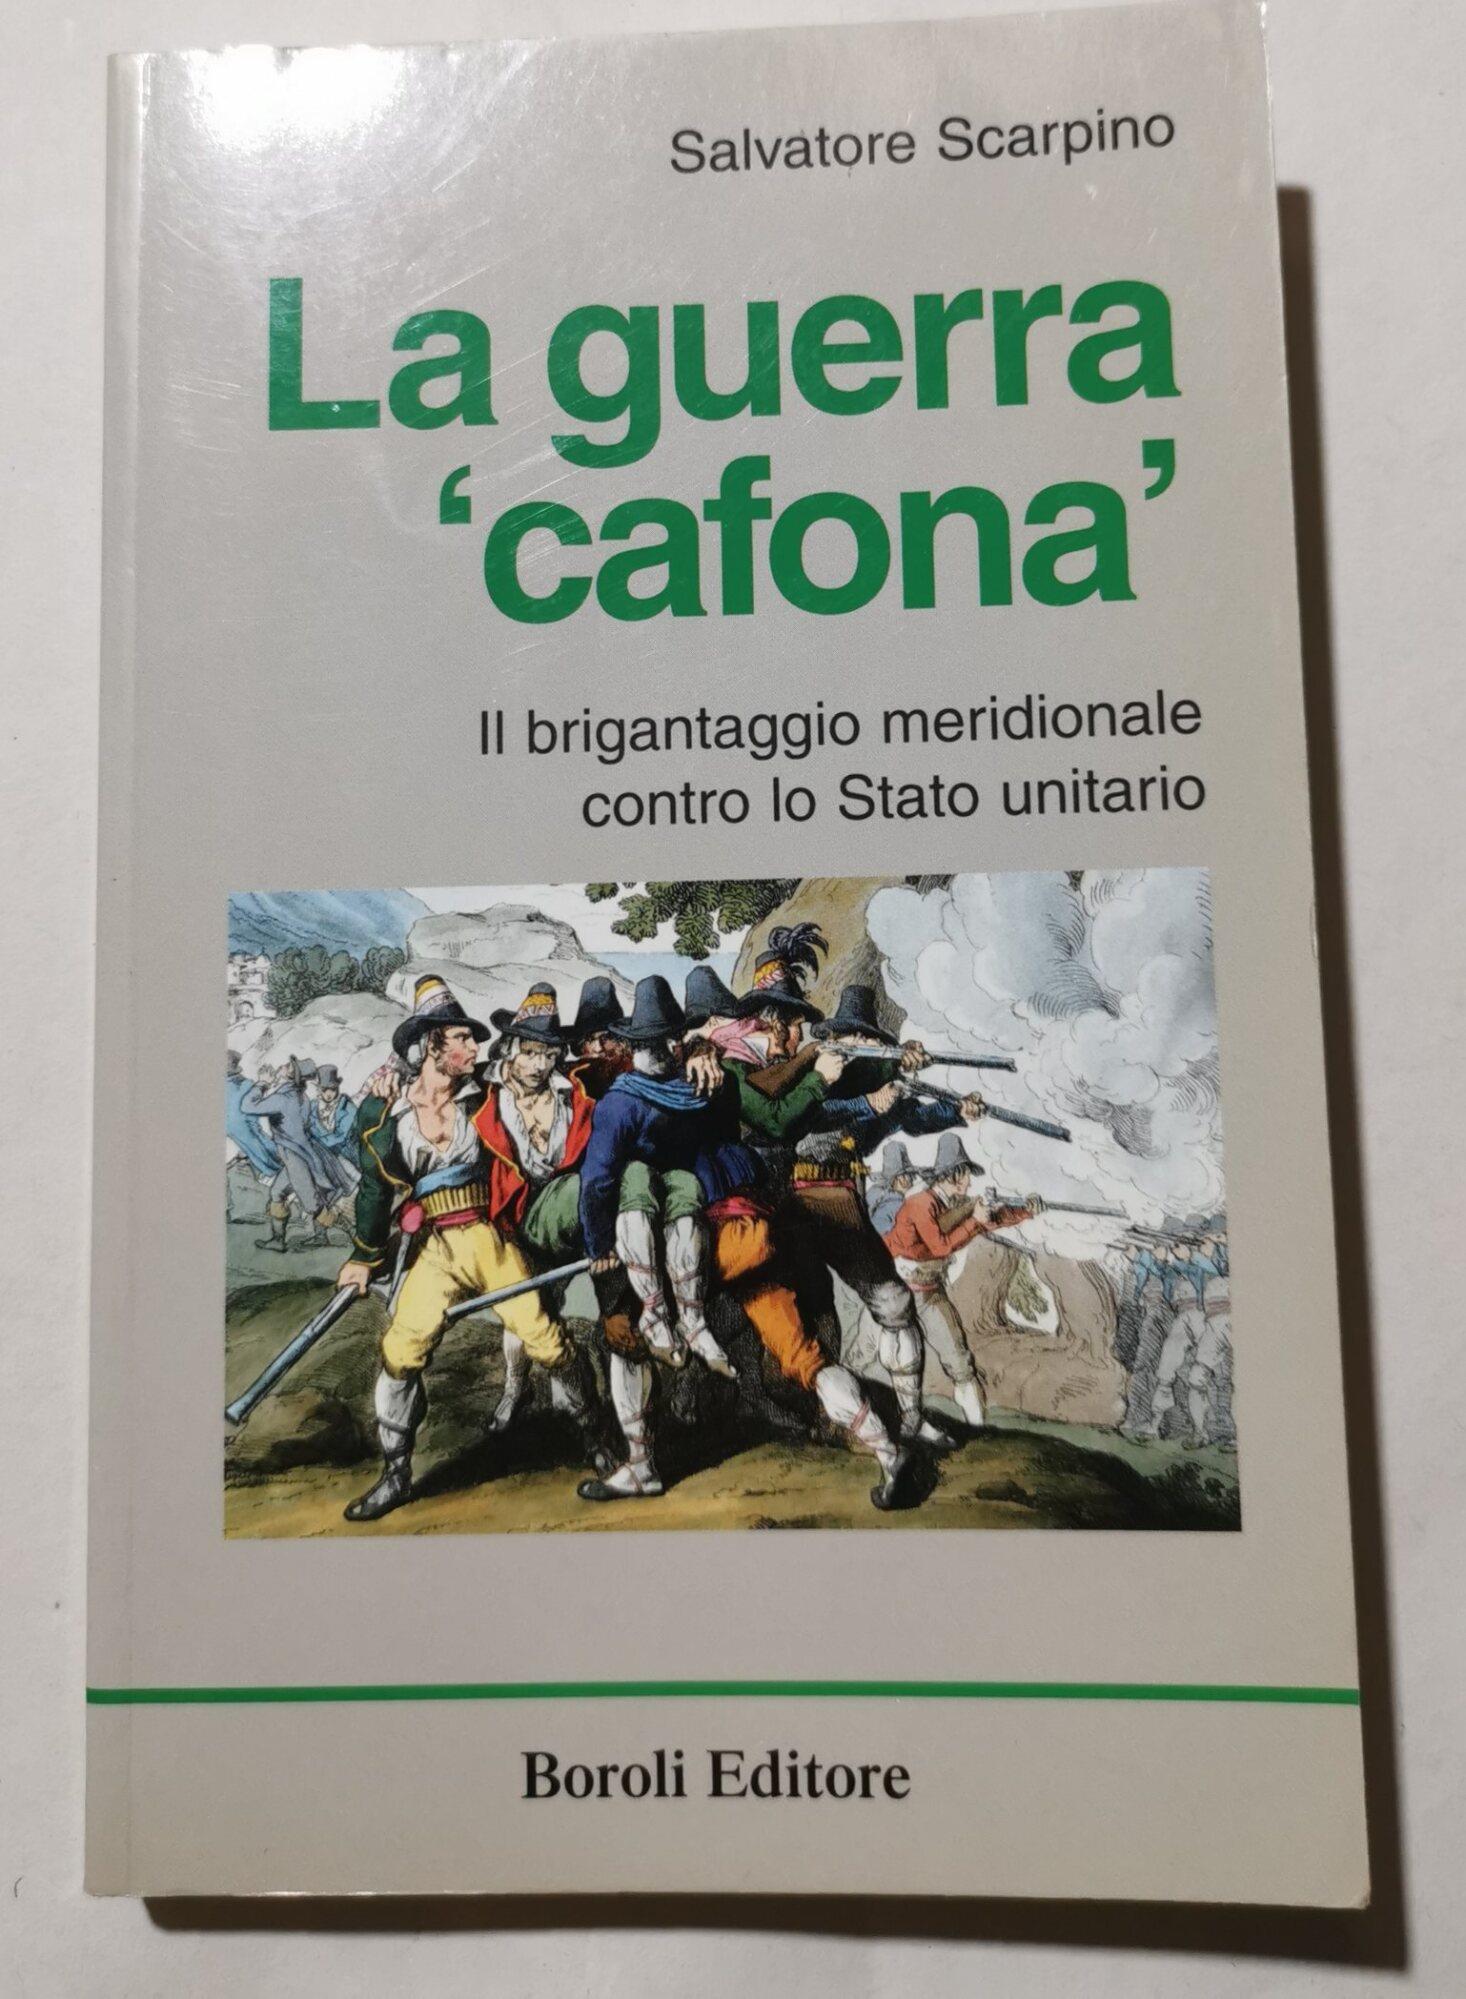 Salvatore Scarpino
La guerra
‘cafona’
Il brigantaggio meridionale
contro lo Stato unitario
Boroli Editore